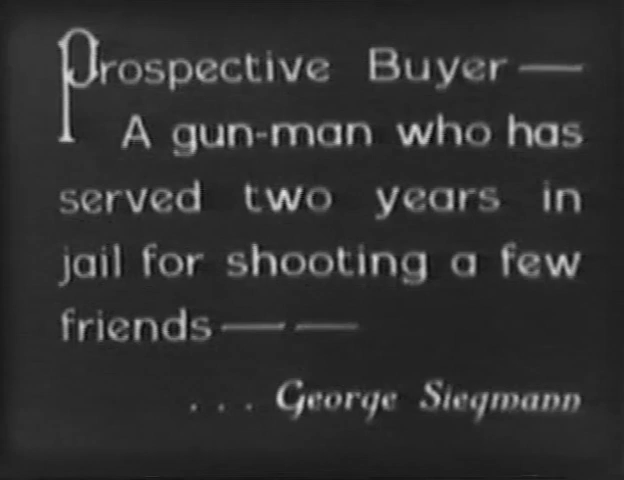 Prospective Buyer —
A gun-man who has
served two years in
jail for shooting a few
friends — —
. . . George Siegmann